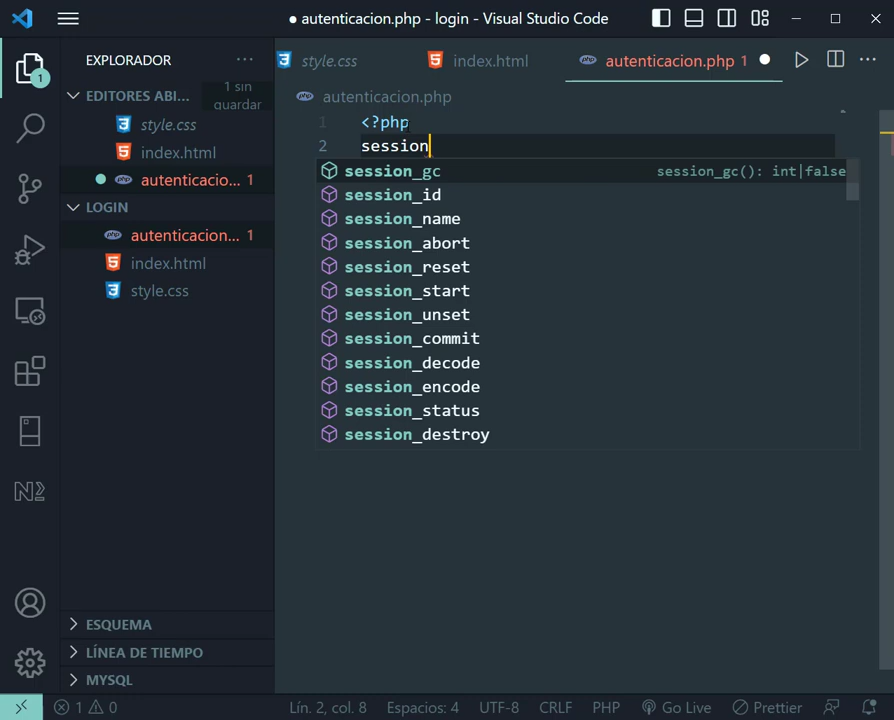 autenticacion.php - login - Visual Studio Code
1
EXPLORADOR
style.css
index.html
autenticacion.php 1
EDITORES ABI...
1 sin guardar
style.css
index.html
autenticacio... 1
LOGIN
autenticacion... 1
index.html
style.css
ESQUEMA
LÍNEA DE TIEMPO
MYSQL
autenticacion.php
1 <?php
2 session
session_gc session_gc(): int|false
session_id
session_name
session_abort
session_reset
session_start
session_unset
session_commit
session_decode
session_encode
session_status
session_destroy
1 0 Lín. 2, col. 8 Espacios: 4 UTF-8 CRLF PHP Go Live Prettier